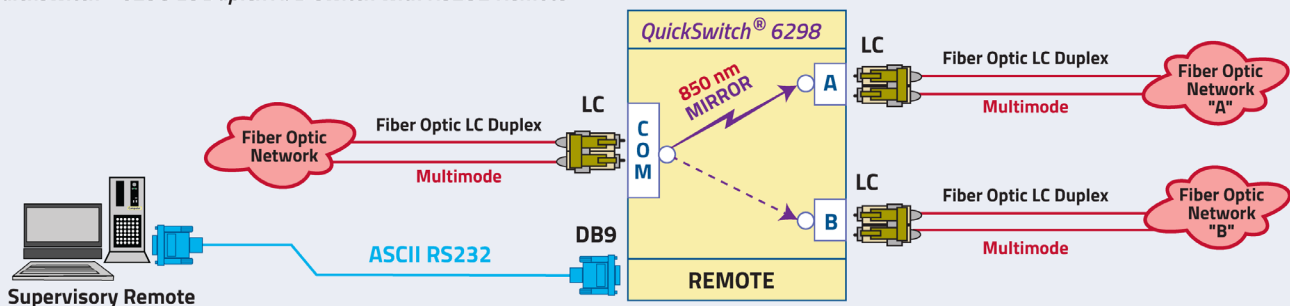 QuickSwitch® 6298
LC
Fiber Optic LC Duplex
Multimode
Fiber Optic
Network
"A"
850 nm
MIRROR
A
LC
Fiber Optic LC Duplex
Multimode
Fiber Optic
Network
COM
LC
Fiber Optic LC Duplex
Multimode
Fiber Optic
Network
"B"
B
DB9
ASCII RS232
REMOTE
Supervisory Remote